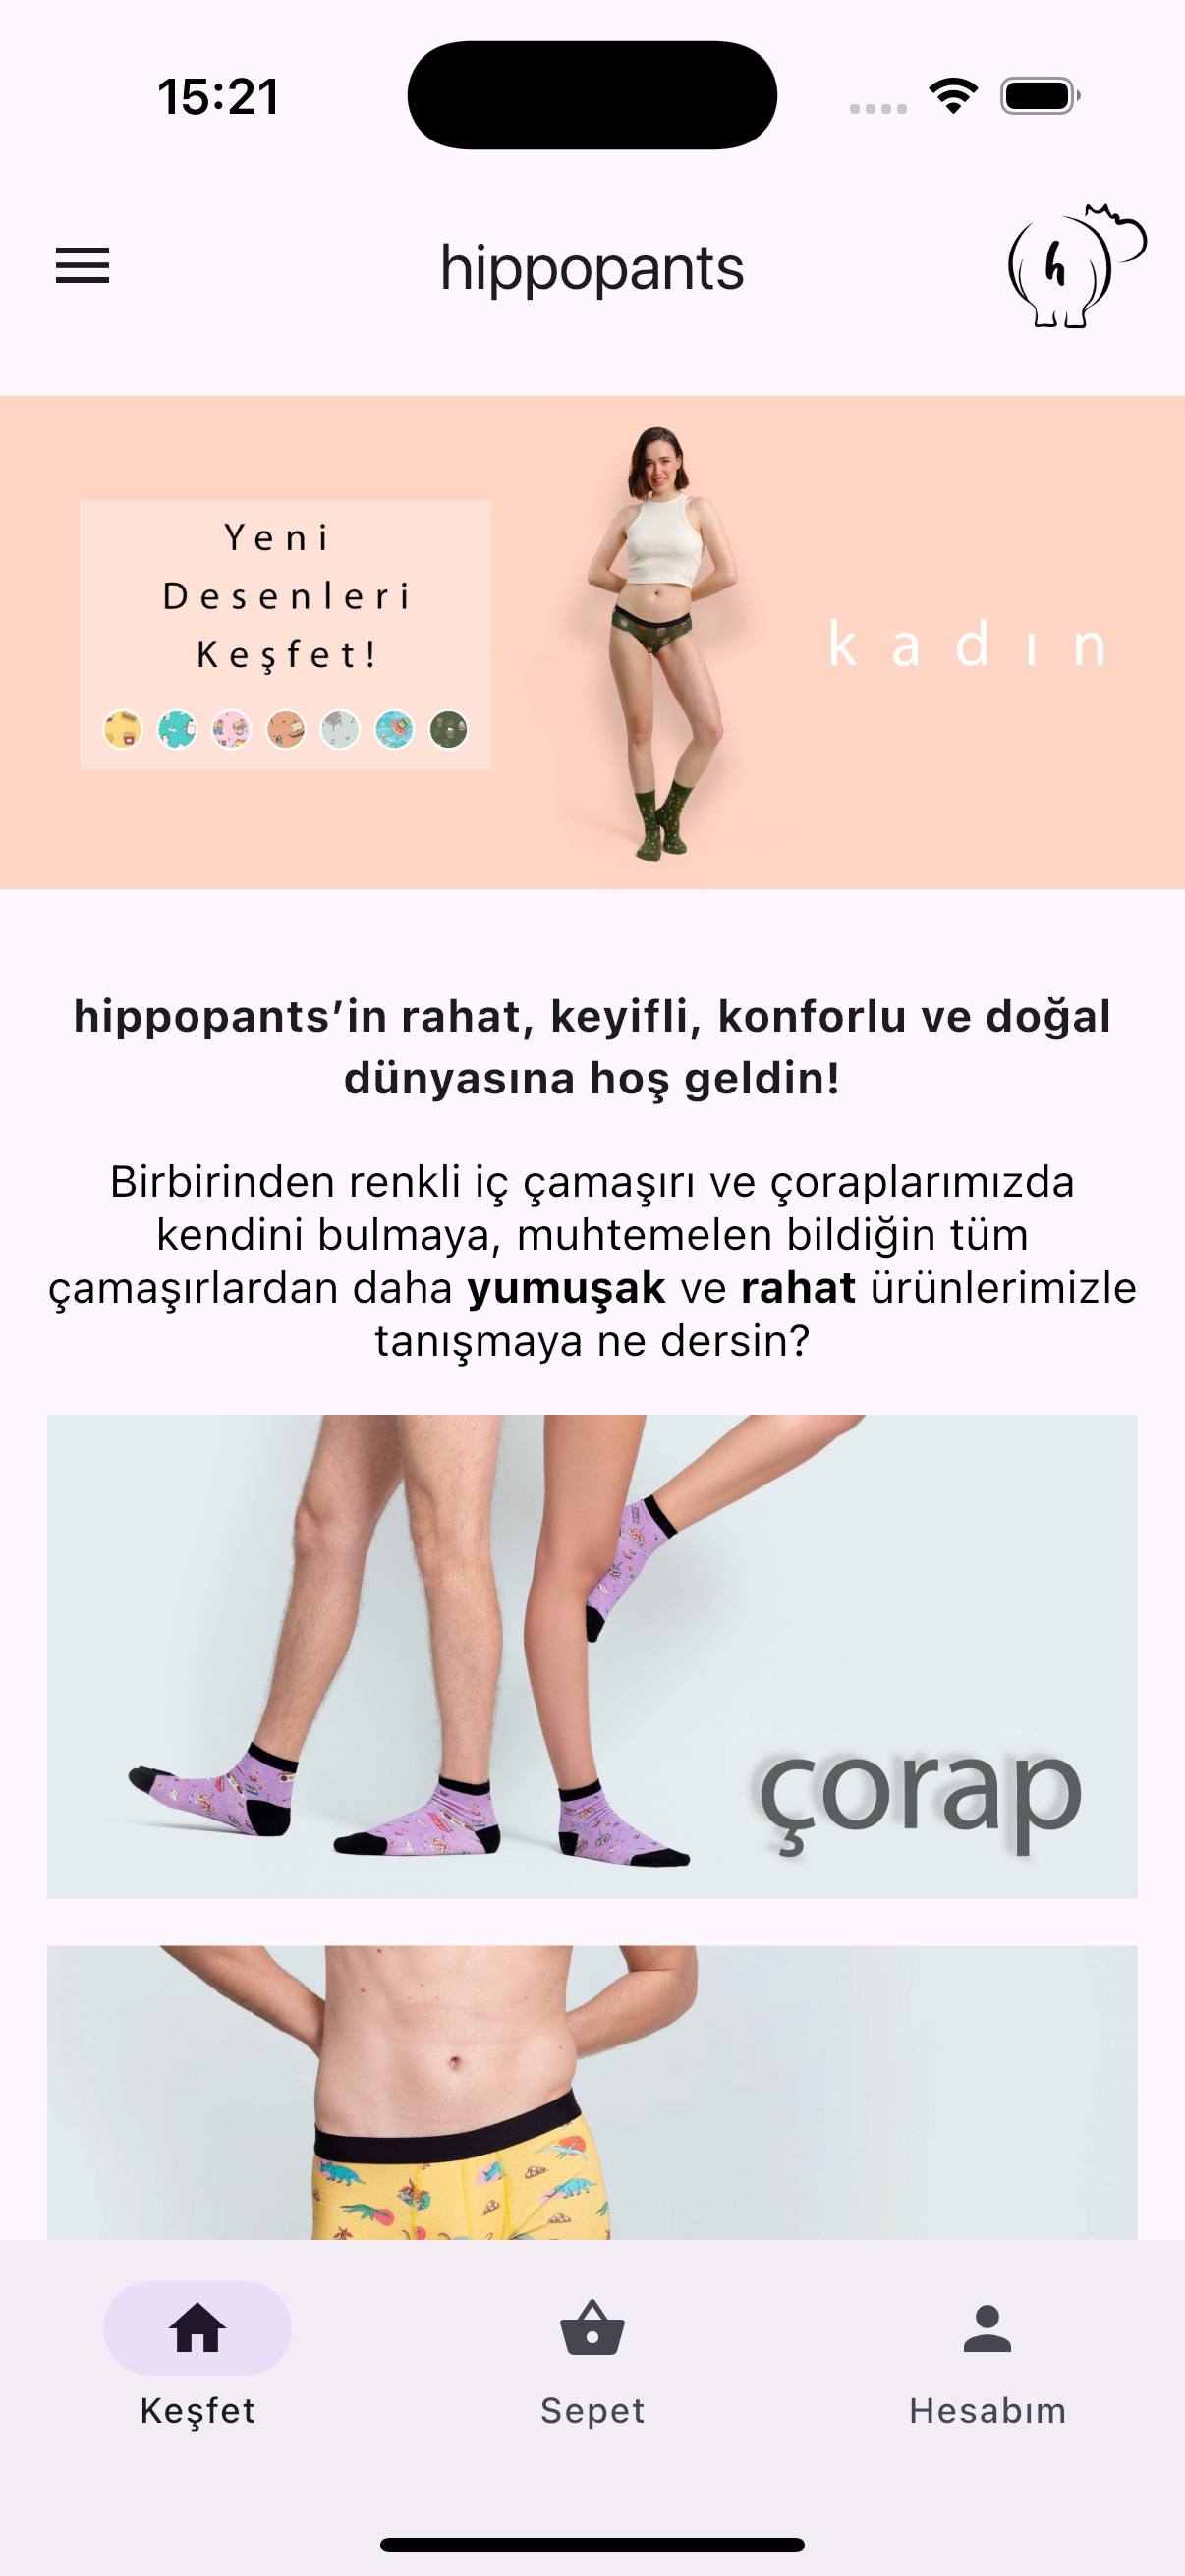 15:21
hippopants
h
Yeni
Desenleri
Keşfet!
kadın
hippopants’in rahat, keyifli, konforlu ve doğal
dünyasına hoş geldin!
Birbirinden renkli iç çamaşırı ve çoraplarımızda
kendini bulmaya, muhtemelen bildiğin tüm
çamaşırlardan daha yumuşak ve rahat ürünlerimizle
tanışmaya ne dersin?
çorap
Keşfet
Sepet
Hesabım